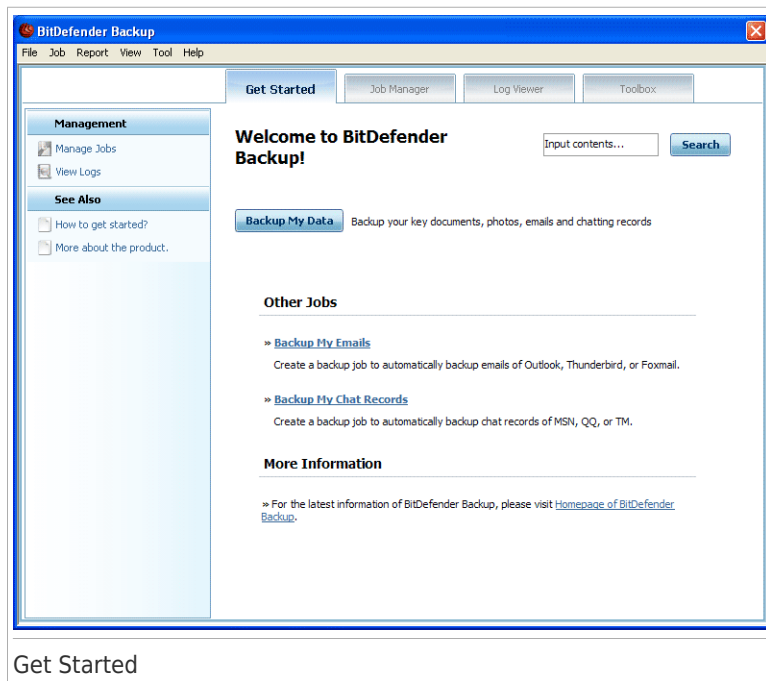 BitDefender Backup
File Job Report View Tool Help
Get Started
Job Manager
Log Viewer
Toolbox
Management
Manage Jobs
View Logs
See Also
How to get started?
More about the product.
Welcome to BitDefender
Backup!
Input contents...
Search
Backup My Data
Backup your key documents, photos, emails and chatting records
Other Jobs
» Backup My Emails
Create a backup job to automatically backup emails of Outlook, Thunderbird, or Foxmail.
» Backup My Chat Records
Create a backup job to automatically backup chat records of MSN, QQ, or TM.
More Information
» For the latest information of BitDefender Backup, please visit Homepage of BitDefender
Backup.
Get Started